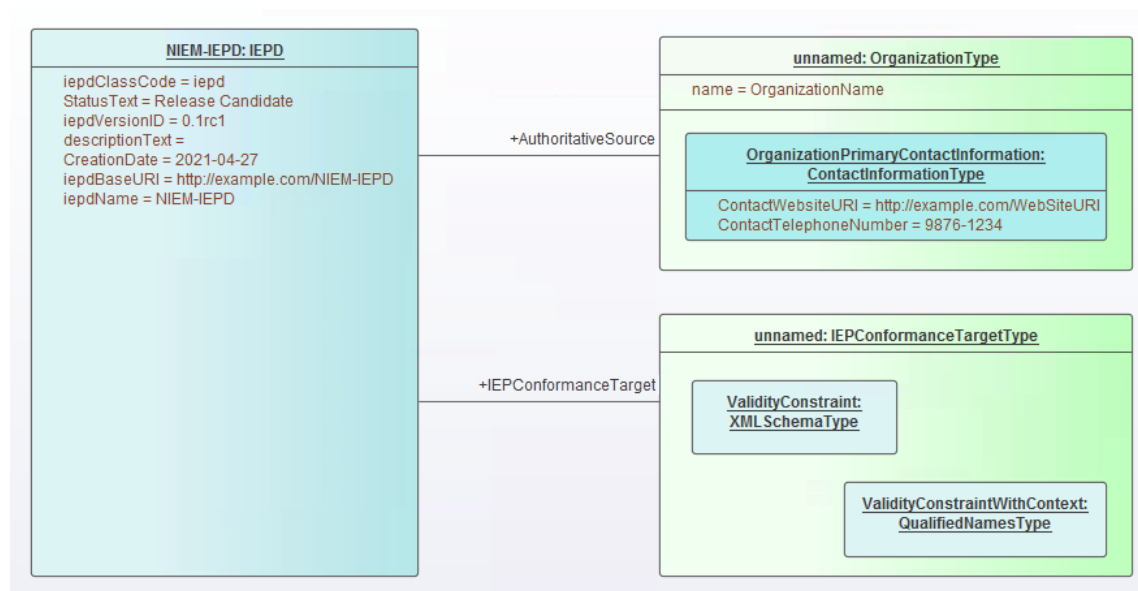 NIEM-IEPD: IEPD
iepdClassCode = iepd
StatusText = Release Candidate
iepdVersionID = 0.1rc1
descriptionText =
CreationDate = 2021-04-27
iepdBaseURI = http://example.com/NIEM-IEPD
iepdName = NIEM-IEPD
+AuthoritativeSource
unnamed: OrganizationType
name = OrganizationName
OrganizationPrimaryContactInformation:
ContactInformationType
ContactWebsiteURI = http://example.com/WebSiteURI
ContactTelephoneNumber = 9876-1234
+IEPConformanceTarget
unnamed: IEPConformanceTargetType
ValidityConstraint:
XMLSchemaType
ValidityConstraintWithContext:
QualifiedNamesType